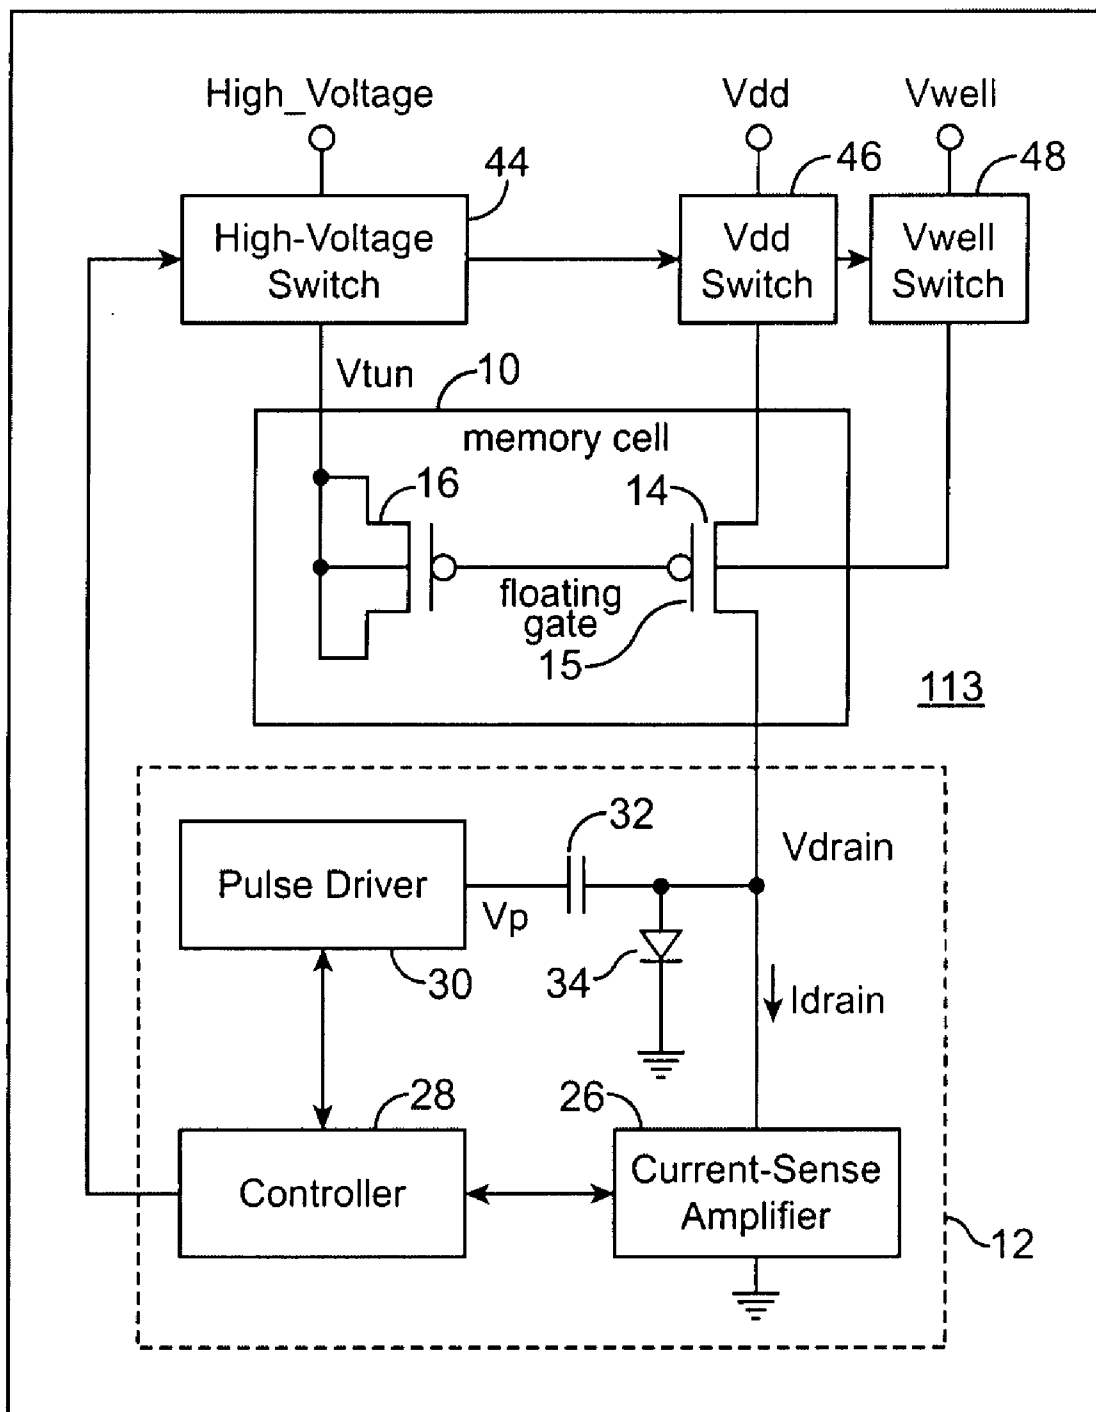 High_Voltage
Vdd
Vwell
44
46
48
High-Voltage
Switch
Vdd
Switch
Vwell
Switch
Vtun
10
memory cell
16
14
floating
gate
15
113
32
Vdrain
Pulse Driver
Vp
34
30
Idrain
28
26
Controller
Current-Sense
Amplifier
12